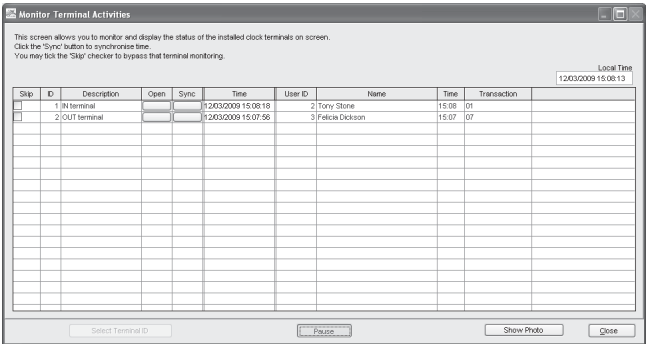 Monitor Terminal Activities
This screen allows you to monitor and display the status of the installed clock terminals on screen.
Click the 'Sync' button to synchronise time.
You may tick the 'Skip' checker to bypass that terminal monitoring.
Local Time
12/03/2009 15:08:13
Skip ID Description Open Sync Time User ID Name Time Transaction
1 IN terminal 12/03/2009 15:08:18 2 Tony Stone 15:08 01
2 OUT terminal 12/03/2009 15:07:56 3 Felicia Dickson 15:07 07
Select Terminal ID Pause Show Photo Close